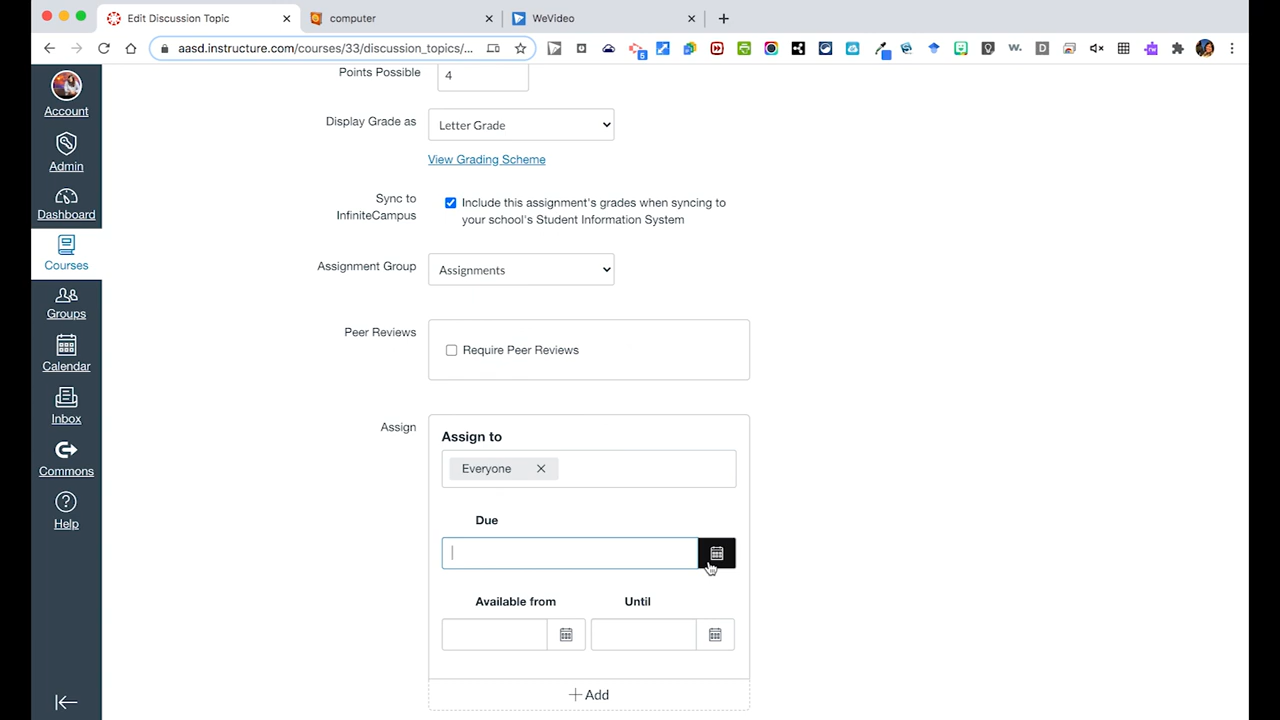 Edit Discussion Topic
computer
WeVideo
aasd.instructure.com/courses/33/discussion_topics/...
5
W.
D
Account
Admin
Dashboard
Courses
Groups
Calendar
Inbox
Commons
Help
Points Possible
4
Display Grade as
Letter Grade
View Grading Scheme
Sync to
InfiniteCampus
Include this assignment's grades when syncing to
your school's Student Information System
Assignment Group
Assignments
Peer Reviews
Require Peer Reviews
Assign
Assign to
Everyone
Due
Available from
Until
Add